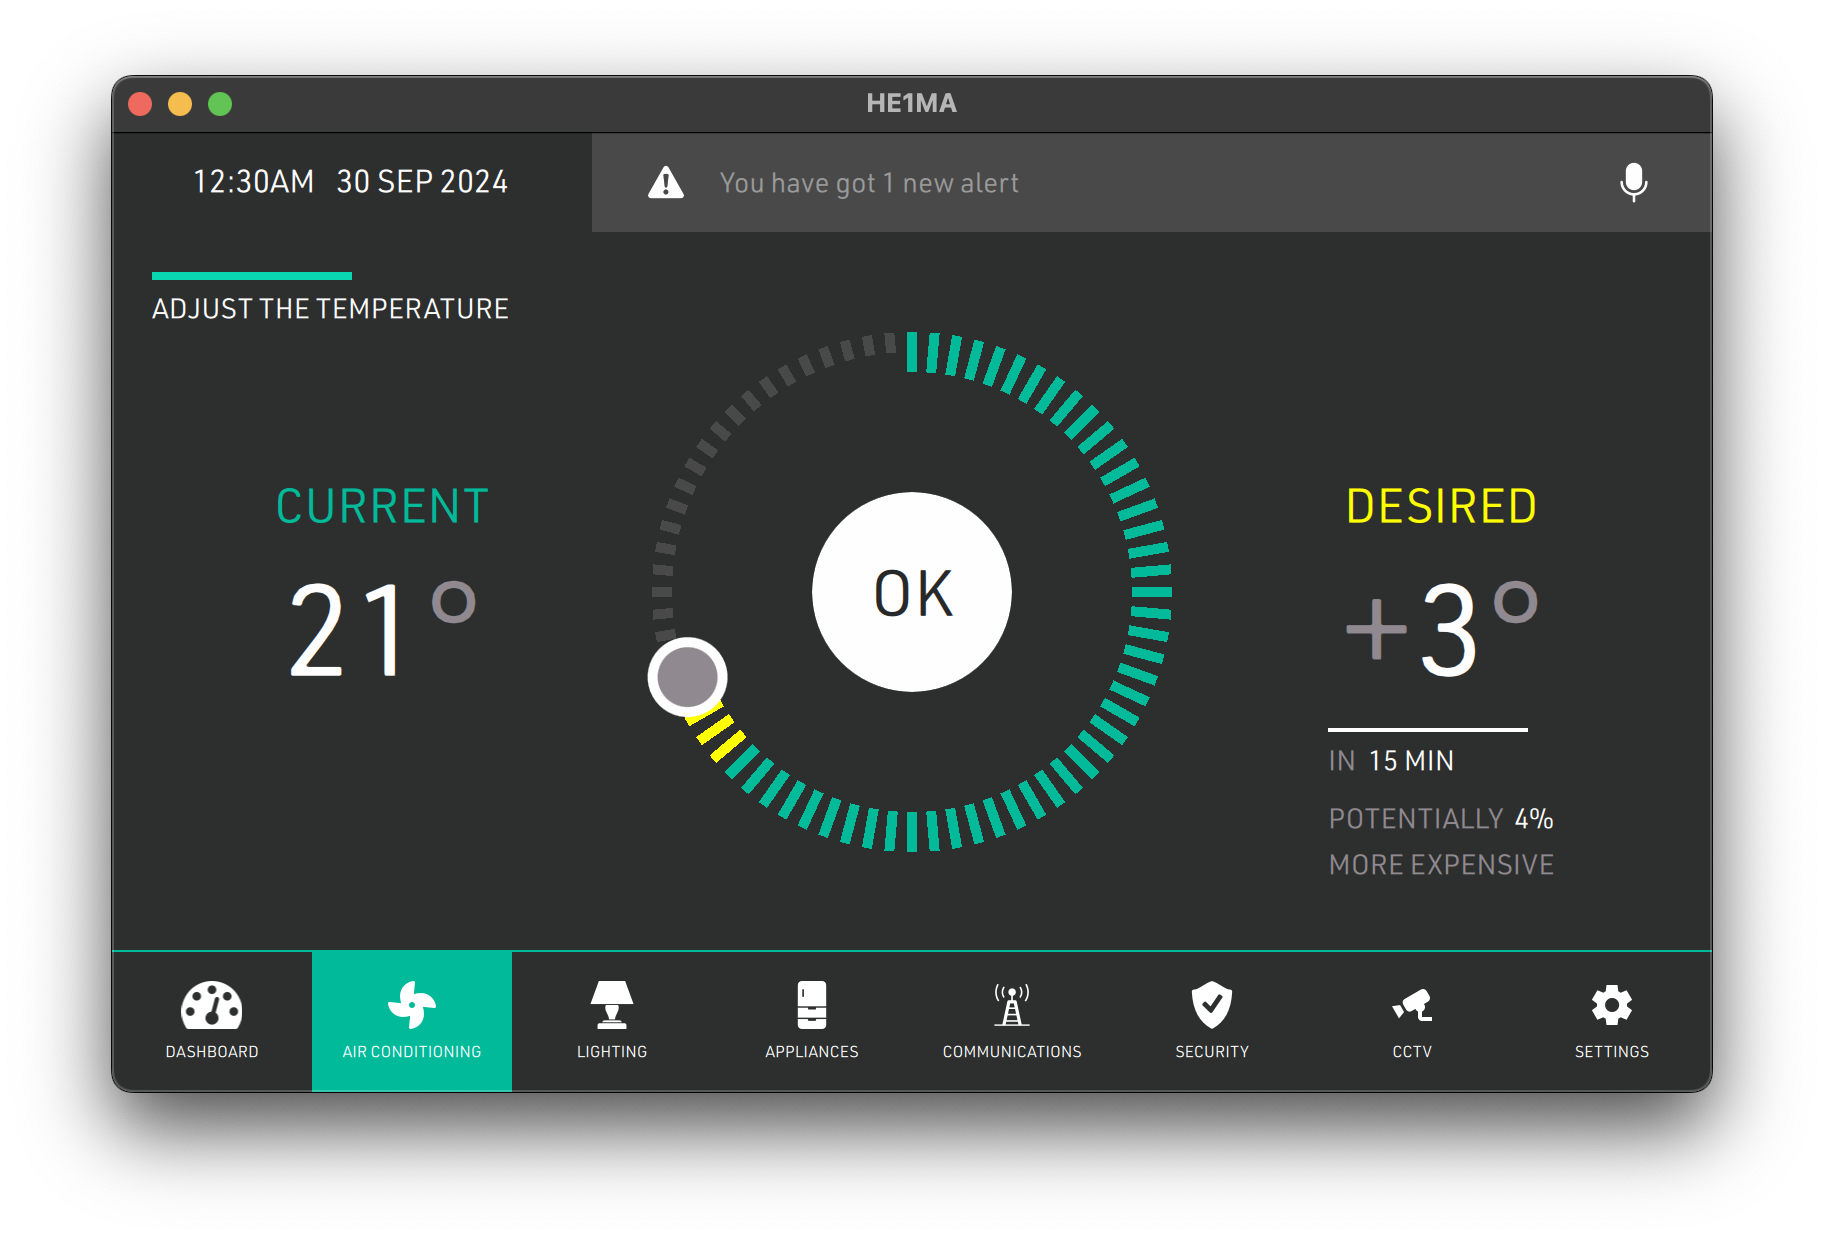 HE1MA
12:30AM 30 SEP 2024
You have got 1 new alert
ADJUST THE TEMPERATURE
CURRENT
21°
OK
DESIRED
+3°
IN 15 MIN
POTENTIALLY 4%
MORE EXPENSIVE
DASHBOARD
AIR CONDITIONING
LIGHTING
APPLIANCES
COMMUNICATIONS
SECURITY
CCTV
SETTINGS